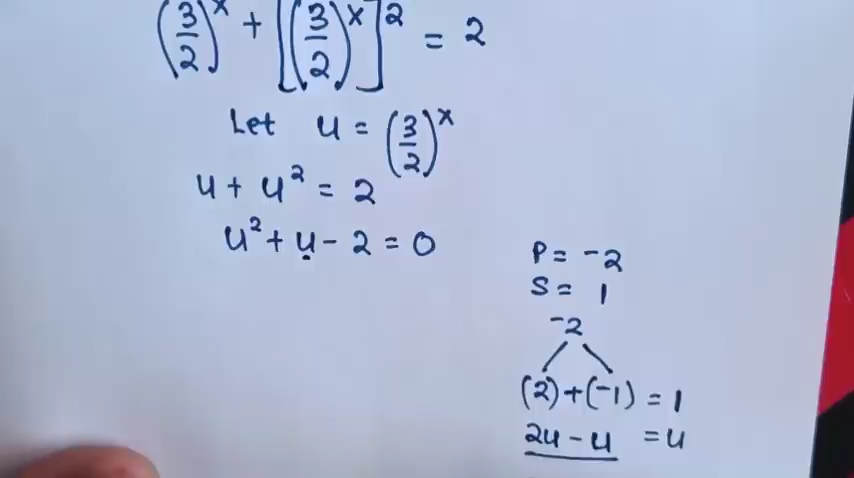 (3/2)^x + [(3/2)^x]^2 = 2
Let u = (3/2)^x
u + u^2 = 2
u^2 + u - 2 = 0
P = -2
S = 1
-2
(2)+(-1) = 1
2u - u = u